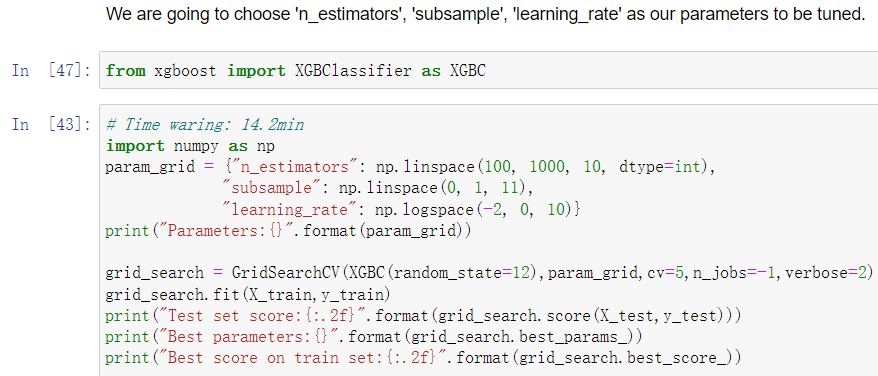 We are going to choose 'n_estimators', 'subsample', 'learning_rate' as our parameters to be tuned.
In [47]: from xgboost import XGBClassifier as XGBC
In [43]: # Time waring: 14.2min
import numpy as np
param_grid = {"n_estimators": np.linspace(100, 1000, 10, dtype=int),
"subsample": np.linspace(0, 1, 11),
"learning_rate": np.logspace(-2, 0, 10)}
print("Parameters:{}".format(param_grid))
grid_search = GridSearchCV(XGBC(random_state=12),param_grid,cv=5,n_jobs=-1,verbose=2)
grid_search.fit(X_train,y_train)
print("Test set score:{:.2f}".format(grid_search.score(X_test,y_test)))
print("Best parameters:{}".format(grid_search.best_params_))
print("Best score on train set:{:.2f}".format(grid_search.best_score_))